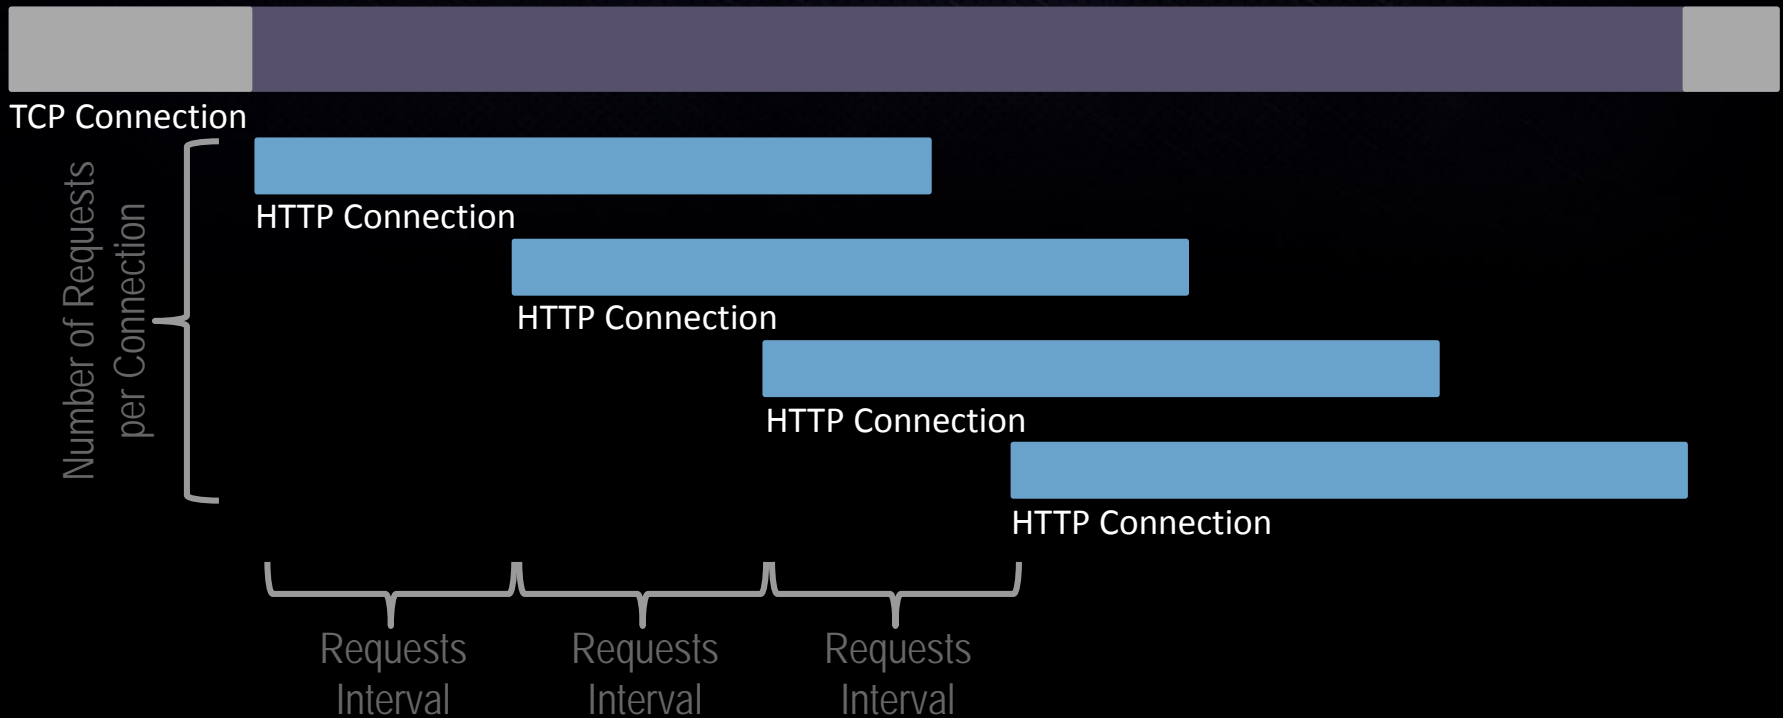 TCP Connection
Number of Requests
per Connection
HTTP Connection
HTTP Connection
HTTP Connection
HTTP Connection
Requests
Interval
Requests
Interval
Requests
Interval